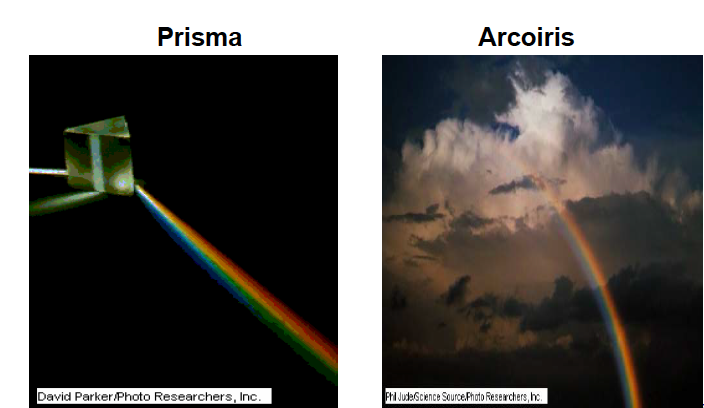 Prisma
Arcoiris
David Parker/Photo Researchers, Inc.
Phil Jude/Science Source/Photo Researchers, Inc.